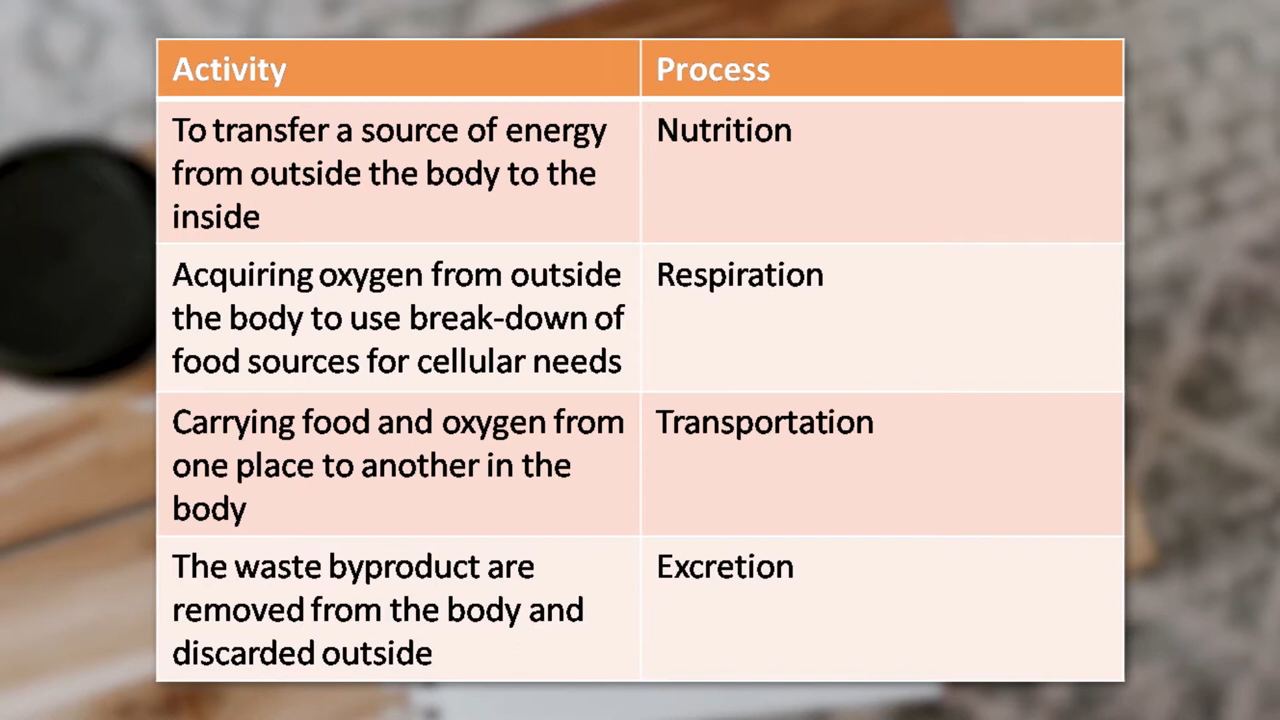 Activity
Process
To transfer a source of energy
from outside the body to the
inside
Nutrition
Acquiring oxygen from outside
the body to use break-down of
food sources for cellular needs
Respiration
Carrying food and oxygen from
one place to another in the
body
Transportation
The waste byproduct are
removed from the body and
discarded outside
Excretion